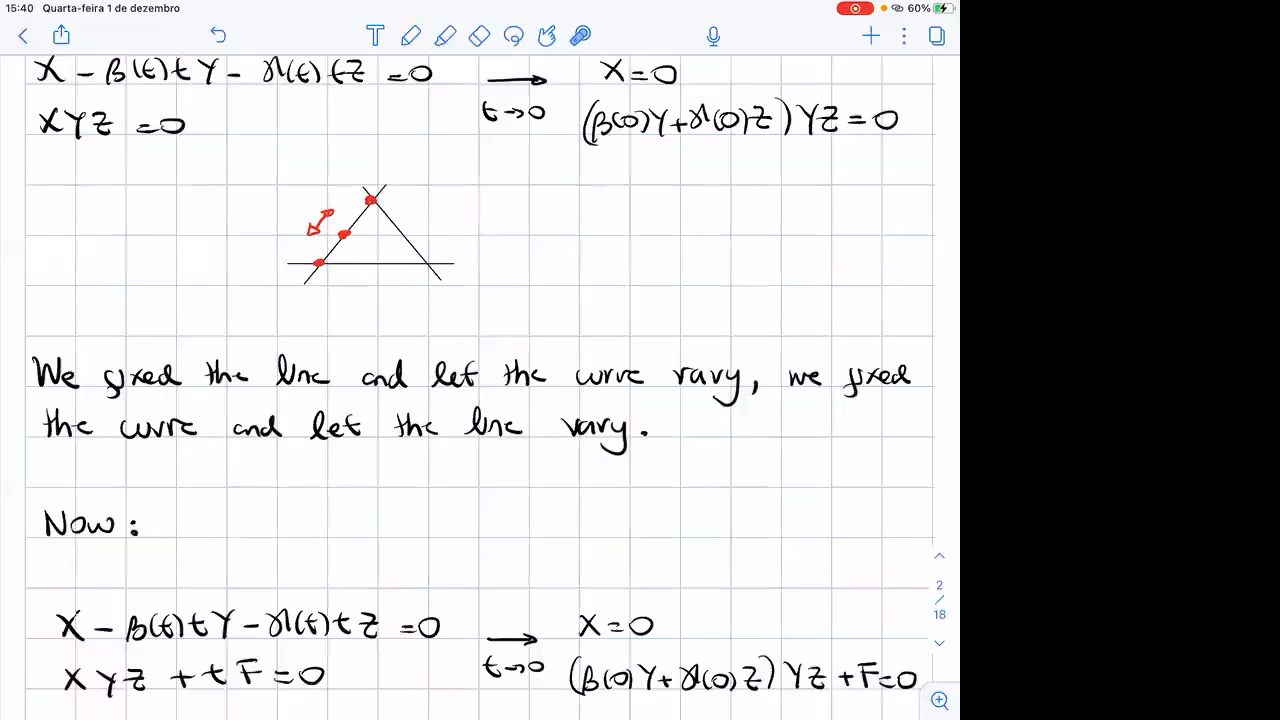 15:40 Quarta-feira 1 de dezembro 60%
X - β(t)tY - γ(t)tZ = 0 → t→0 X = 0
XYZ = 0 (β(0)Y + γ(0)Z)YZ = 0
We fixed the line and let the curve vary, we fixed
the curve and let the line vary.
Now:
X - β(t)tY - γ(t)tZ = 0 → t→0 X = 0
XYZ + tF = 0 (β(0)Y + γ(0)Z)YZ + F = 0
2
/
18